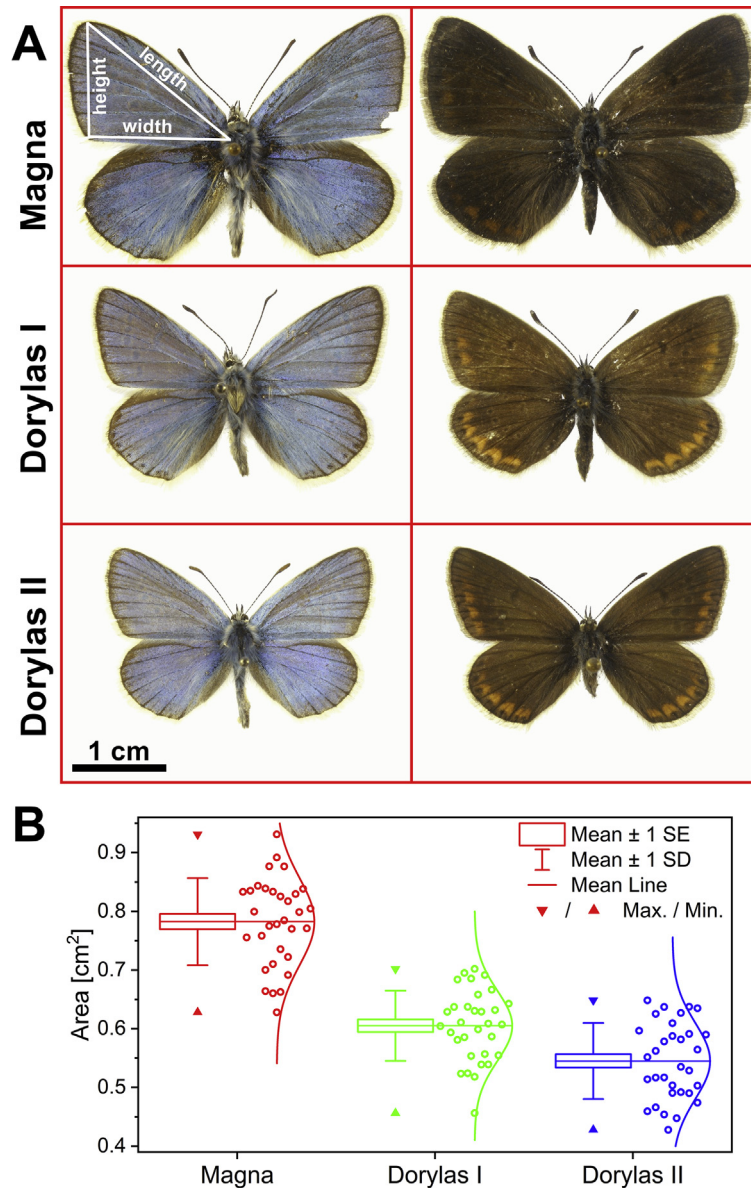 A
Magna
height
length
width
Dorylas I
Dorylas II
1 cm
B
Area [cm²]
0.9
0.8
0.7
0.6
0.5
0.4
Mean ± 1 SE
Mean ± 1 SD
Mean Line
/ Max. / Min.
Magna
Dorylas I
Dorylas II